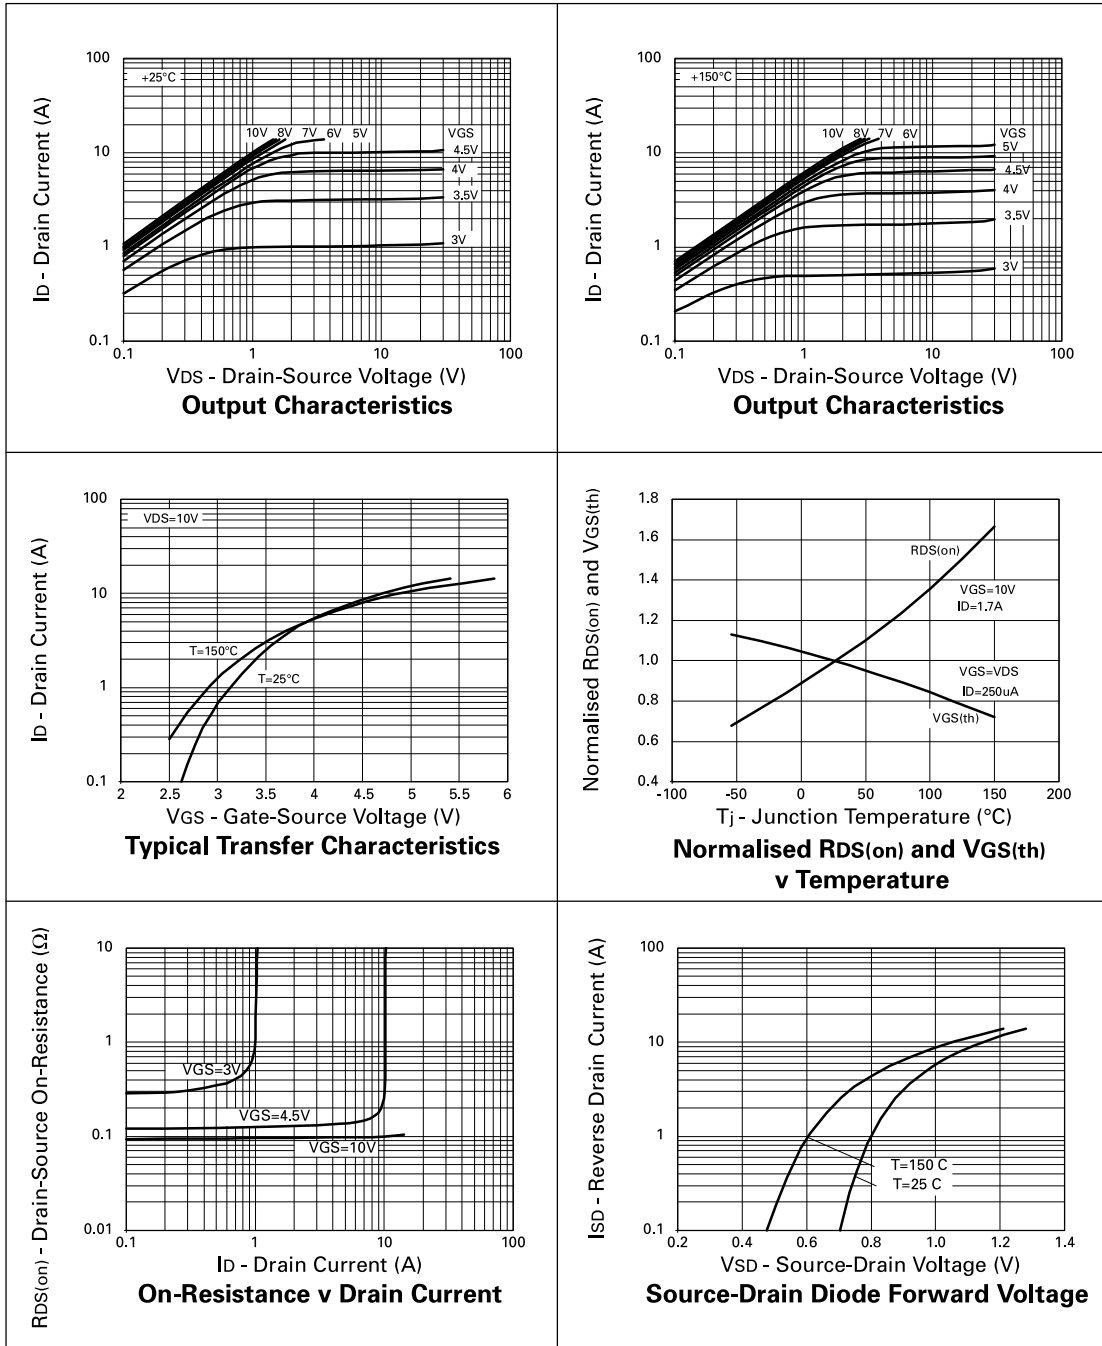 100
+25°C
10V 8V 7V 6V 5V VGS
10
4.5V
4V
3.5V
1
3V
0.1
0.1 1 10 100
ID - Drain Current (A)
VDS - Drain-Source Voltage (V)
Output Characteristics
100
+150°C
10V 8V 7V 6V VGS
10
5V
4.5V
4V
3.5V
1
3V
0.1
0.1 1 10 100
ID - Drain Current (A)
VDS - Drain-Source Voltage (V)
Output Characteristics
100
VDS=10V
10
T=150°C
T=25°C
1
0.1
2 2.5 3 3.5 4 4.5 5 5.5 6
ID - Drain Current (A)
VGS - Gate-Source Voltage (V)
Typical Transfer Characteristics
1.8
1.6
RDS(on)
1.4
VGS=10V
ID=1.7A
1.2
1.0
VGS=VDS
ID=250uA
0.8
VGS(th)
0.6
0.4
-100 -50 0 50 100 150 200
Normalised RDS(on) and VGS(th)
Tj - Junction Temperature (°C)
Normalised RDS(on) and VGS(th)
v Temperature
10
1
VGS=3V
VGS=4.5V
0.1
VGS=10V
0.01
0.1 1 10 100
RDS(on) - Drain-Source On-Resistance (Ω)
ID - Drain Current (A)
On-Resistance v Drain Current
100
10
1
T=150 C
T=25 C
0.1
0.2 0.4 0.6 0.8 1.0 1.2 1.4
ISD - Reverse Drain Current (A)
VSD - Source-Drain Voltage (V)
Source-Drain Diode Forward Voltage